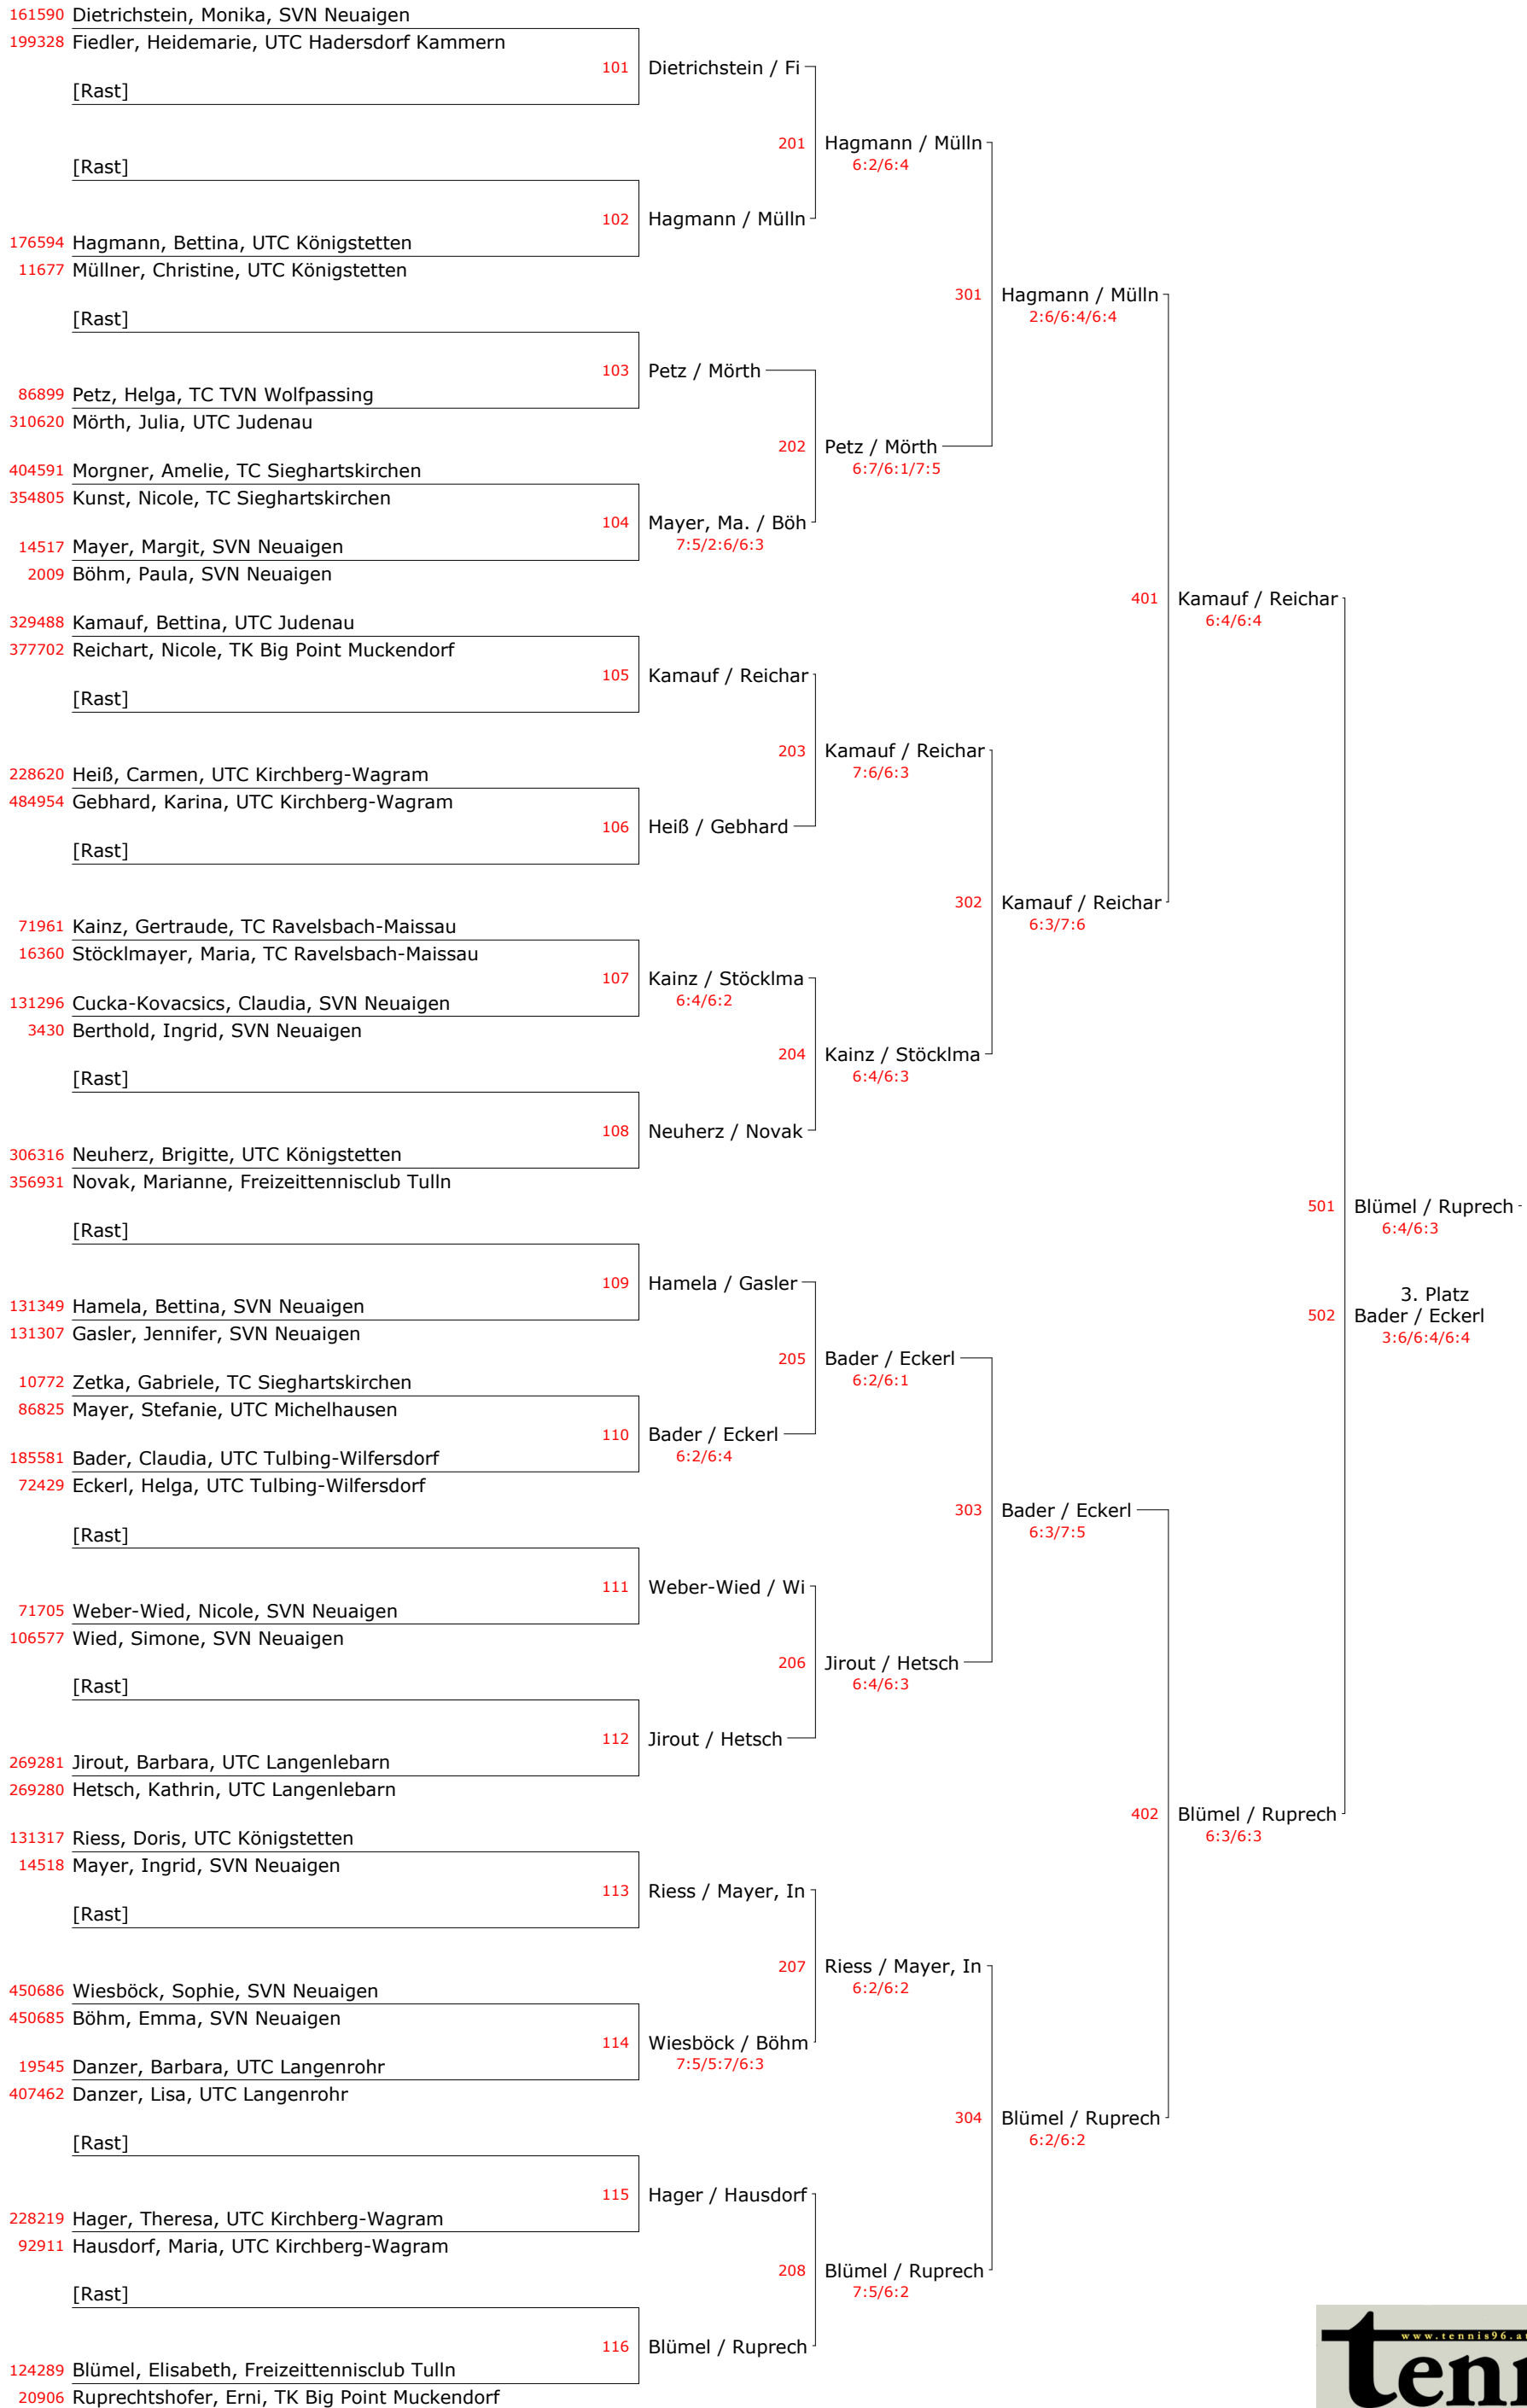 161590 Dietrichstein, Monika, SVN Neuaigen
199328 Fiedler, Heidemarie, UTC Hadersdorf Kammern
101 Dietrichstein / Fi
[Rast]
201 Hagmann / Mülln
6:2/6:4
[Rast]
102 Hagmann / Mülln
176594 Hagmann, Bettina, UTC Königstetten
11677 Müllner, Christine, UTC Königstetten
301 Hagmann / Mülln
2:6/6:4/6:4
[Rast]
103 Petz / Mörth
86899 Petz, Helga, TC TVN Wolfpassing
310620 Mörth, Julia, UTC Judenau
202 Petz / Mörth
6:7/6:1/7:5
404591 Morgner, Amelie, TC Sieghartskirchen
354805 Kunst, Nicole, TC Sieghartskirchen
104 Mayer, Ma. / Böh
7:5/2:6/6:3
14517 Mayer, Margit, SVN Neuaigen
2009 Böhm, Paula, SVN Neuaigen
401 Kamauf / Reichar
6:4/6:4
329488 Kamauf, Bettina, UTC Judenau
377702 Reichart, Nicole, TK Big Point Muckendorf
105 Kamauf / Reichar
[Rast]
203 Kamauf / Reichar
7:6/6:3
228620 Heiß, Carmen, UTC Kirchberg-Wagram
484954 Gebhard, Karina, UTC Kirchberg-Wagram
106 Heiß / Gebhard
[Rast]
302 Kamauf / Reichar
6:3/7:6
71961 Kainz, Gertraude, TC Ravelsbach-Maissau
16360 Stöcklmayer, Maria, TC Ravelsbach-Maissau
107 Kainz / Stöcklma
6:4/6:2
131296 Cucka-Kovacsics, Claudia, SVN Neuaigen
3430 Berthold, Ingrid, SVN Neuaigen
204 Kainz / Stöcklma
6:4/6:3
[Rast]
108 Neuherz / Novak
306316 Neuherz, Brigitte, UTC Königstetten
356931 Novak, Marianne, Freizeittennisclub Tulln
501 Blümel / Ruprech
6:4/6:3
[Rast]
109 Hamela / Gasler
3. Platz
502 Bader / Eckerl
3:6/6:4/6:4
131349 Hamela, Bettina, SVN Neuaigen
131307 Gasler, Jennifer, SVN Neuaigen
205 Bader / Eckerl
6:2/6:1
10772 Zetka, Gabriele, TC Sieghartskirchen
86825 Mayer, Stefanie, UTC Michelhausen
110 Bader / Eckerl
6:2/6:4
185581 Bader, Claudia, UTC Tulbing-Wilfersdorf
72429 Eckerl, Helga, UTC Tulbing-Wilfersdorf
303 Bader / Eckerl
6:3/7:5
[Rast]
111 Weber-Wied / Wi
71705 Weber-Wied, Nicole, SVN Neuaigen
106577 Wied, Simone, SVN Neuaigen
206 Jirout / Hetsch
6:4/6:3
[Rast]
112 Jirout / Hetsch
269281 Jirout, Barbara, UTC Langenlebarn
269280 Hetsch, Kathrin, UTC Langenlebarn
402 Blümel / Ruprech
6:3/6:3
131317 Riess, Doris, UTC Königstetten
14518 Mayer, Ingrid, SVN Neuaigen
113 Riess / Mayer, In
[Rast]
207 Riess / Mayer, In
6:2/6:2
450686 Wiesböck, Sophie, SVN Neuaigen
450685 Böhm, Emma, SVN Neuaigen
114 Wiesböck / Böhm
7:5/5:7/6:3
19545 Danzer, Barbara, UTC Langenrohr
407462 Danzer, Lisa, UTC Langenrohr
304 Blümel / Ruprech
6:2/6:2
[Rast]
115 Hager / Hausdorf
228219 Hager, Theresa, UTC Kirchberg-Wagram
92911 Hausdorf, Maria, UTC Kirchberg-Wagram
208 Blümel / Ruprech
7:5/6:2
[Rast]
116 Blümel / Ruprech
124289 Blümel, Elisabeth, Freizeittennisclub Tulln
20906 Ruprechtshofer, Erni, TK Big Point Muckendorf
www.tennis96.at
tenn